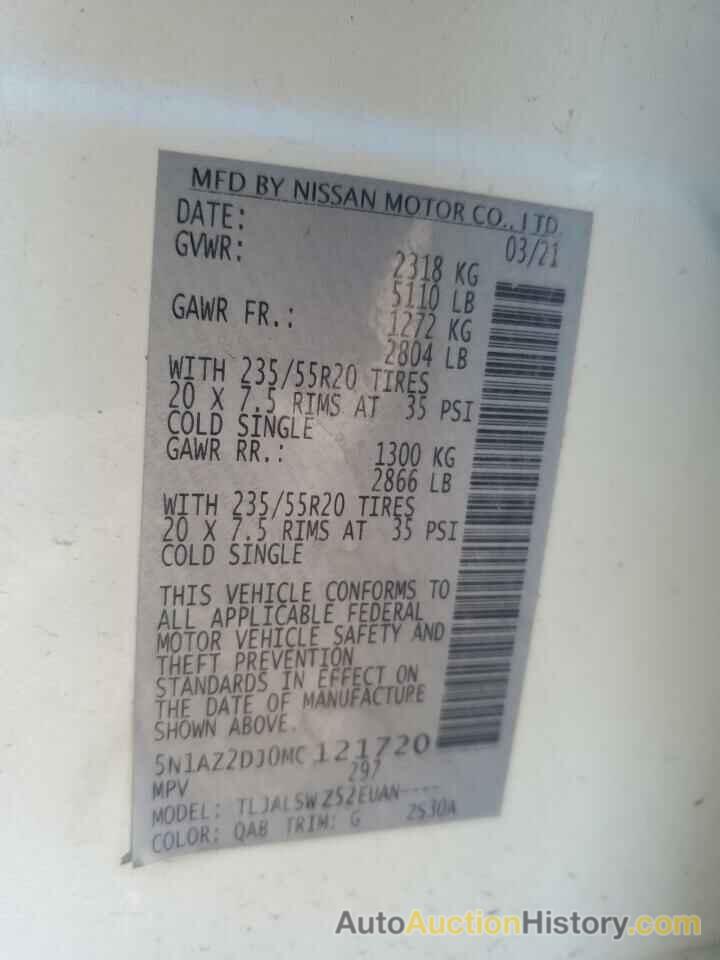 MFD BY NISSAN MOTOR CO., LTD.
DATE: 03/21
GVWR: 2318 KG
5110 LB
GAWR FR.: 1272 KG
2804 LB
WITH 235/55R20 TIRES
20 X 7.5 RIMS AT 35 PSI
COLD SINGLE
GAWR RR.: 1300 KG
2866 LB
WITH 235/55R20 TIRES
20 X 7.5 RIMS AT 35 PSI
COLD SINGLE
THIS VEHICLE CONFORMS TO
ALL APPLICABLE FEDERAL
MOTOR VEHICLE SAFETY AND
THEFT PREVENTION
STANDARDS IN EFFECT ON
THE DATE OF MANUFACTURE
SHOWN ABOVE.
5N1AZ2DJ0MC 121720
MPV 297
MODEL: TLJALSW Z52EUAN----
COLOR: QAB TRIM: G 2S30A
AutoAuctionHistory.com